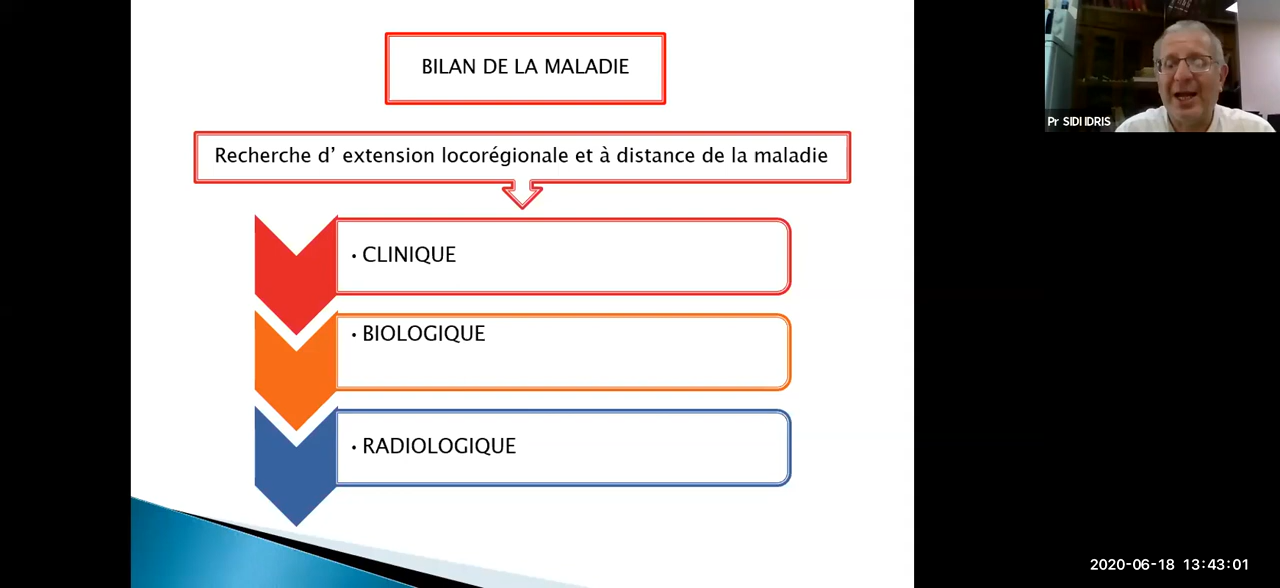 BILAN DE LA MALADIE
Pr SIDI IDRIS
Recherche d’ extension locorégionale et à distance de la maladie
• CLINIQUE
• BIOLOGIQUE
• RADIOLOGIQUE
2020-06-18 13:43:01